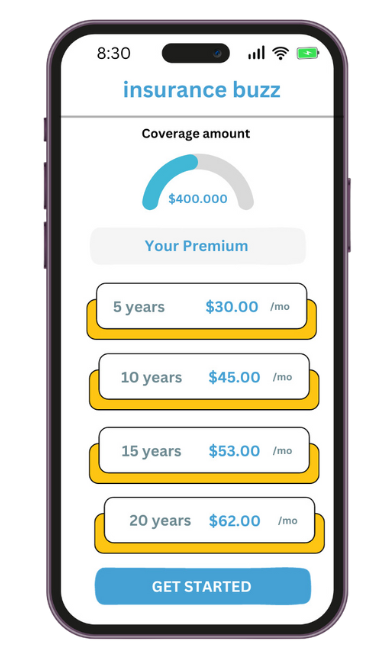 8:30
insurance buzz
Coverage amount
$400.000
Your Premium
5 years $30.00 /mo
10 years $45.00 /mo
15 years $53.00 /mo
20 years $62.00 /mo
GET STARTED